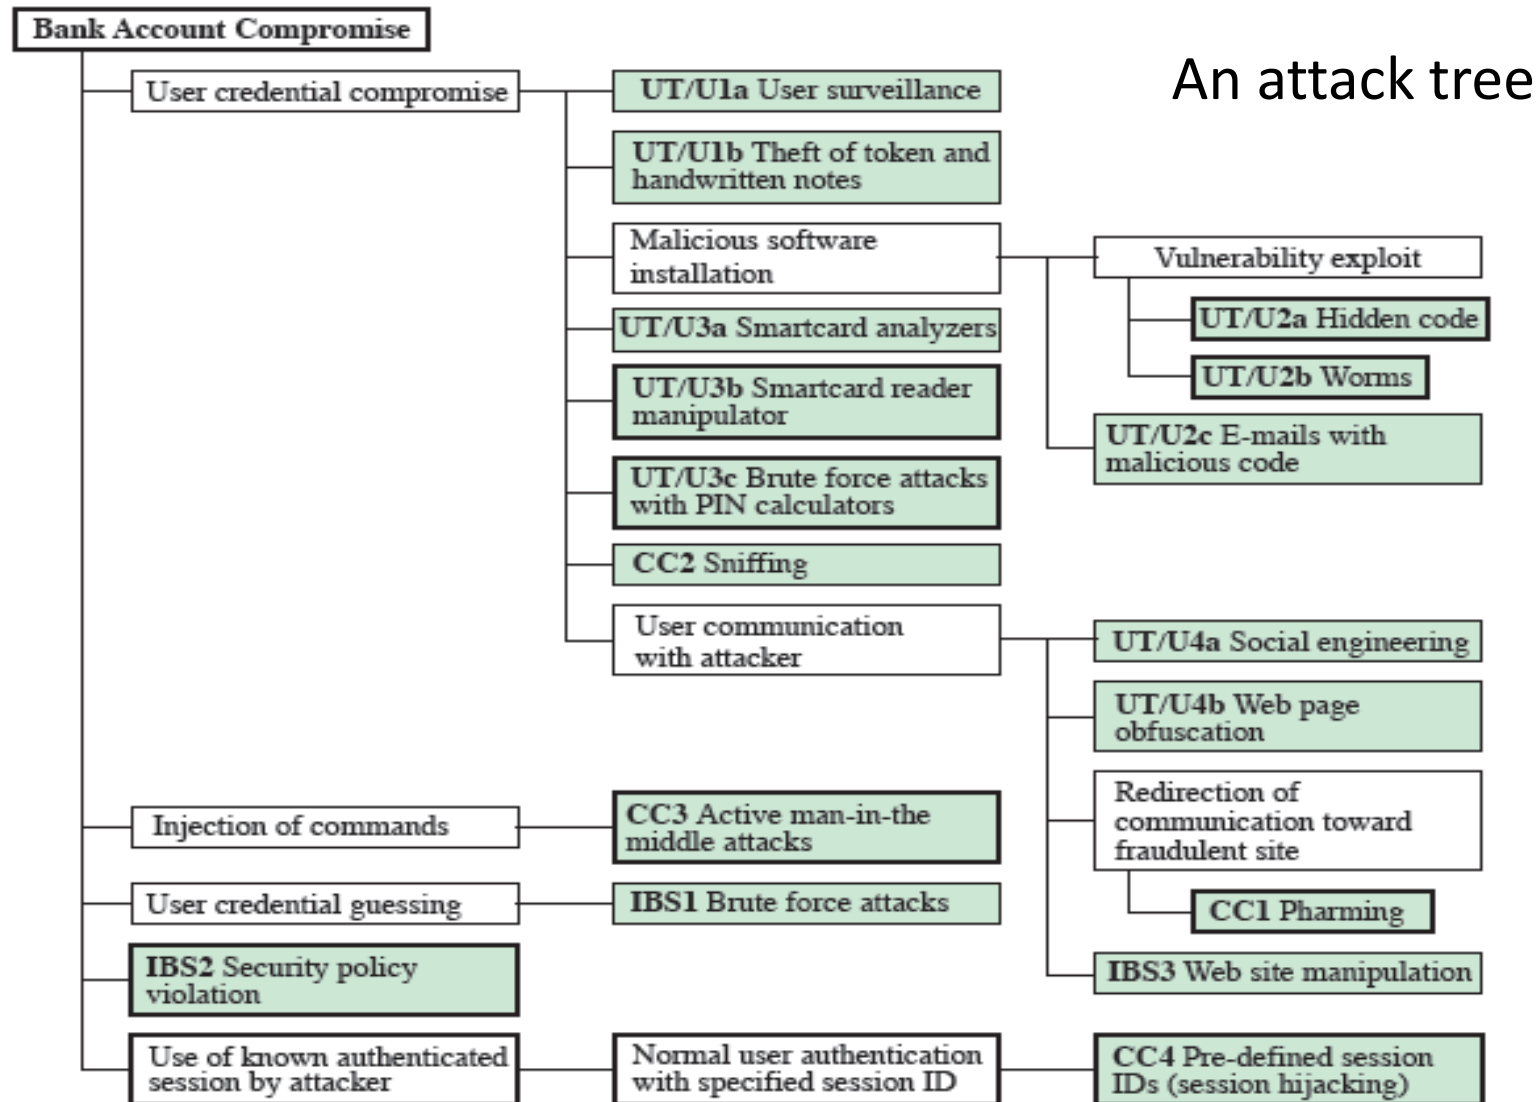 Bank Account Compromise
An attack tree
User credential compromise
UT/U1a User surveillance
UT/U1b Theft of token and
handwritten notes
Malicious software
installation
Vulnerability exploit
UT/U2a Hidden code
UT/U2b Worms
UT/U2c E-mails with
malicious code
UT/U3a Smartcard analyzers
UT/U3b Smartcard reader
manipulator
UT/U3c Brute force attacks
with PIN calculators
CC2 Sniffing
User communication
with attacker
UT/U4a Social engineering
UT/U4b Web page
obfuscation
Redirection of
communication toward
fraudulent site
CC1 Pharming
IBS3 Web site manipulation
Injection of commands
CC3 Active man-in-the
middle attacks
User credential guessing
IBS1 Brute force attacks
IBS2 Security policy
violation
Use of known authenticated
session by attacker
Normal user authentication
with specified session ID
CC4 Pre-defined session
IDs (session hijacking)